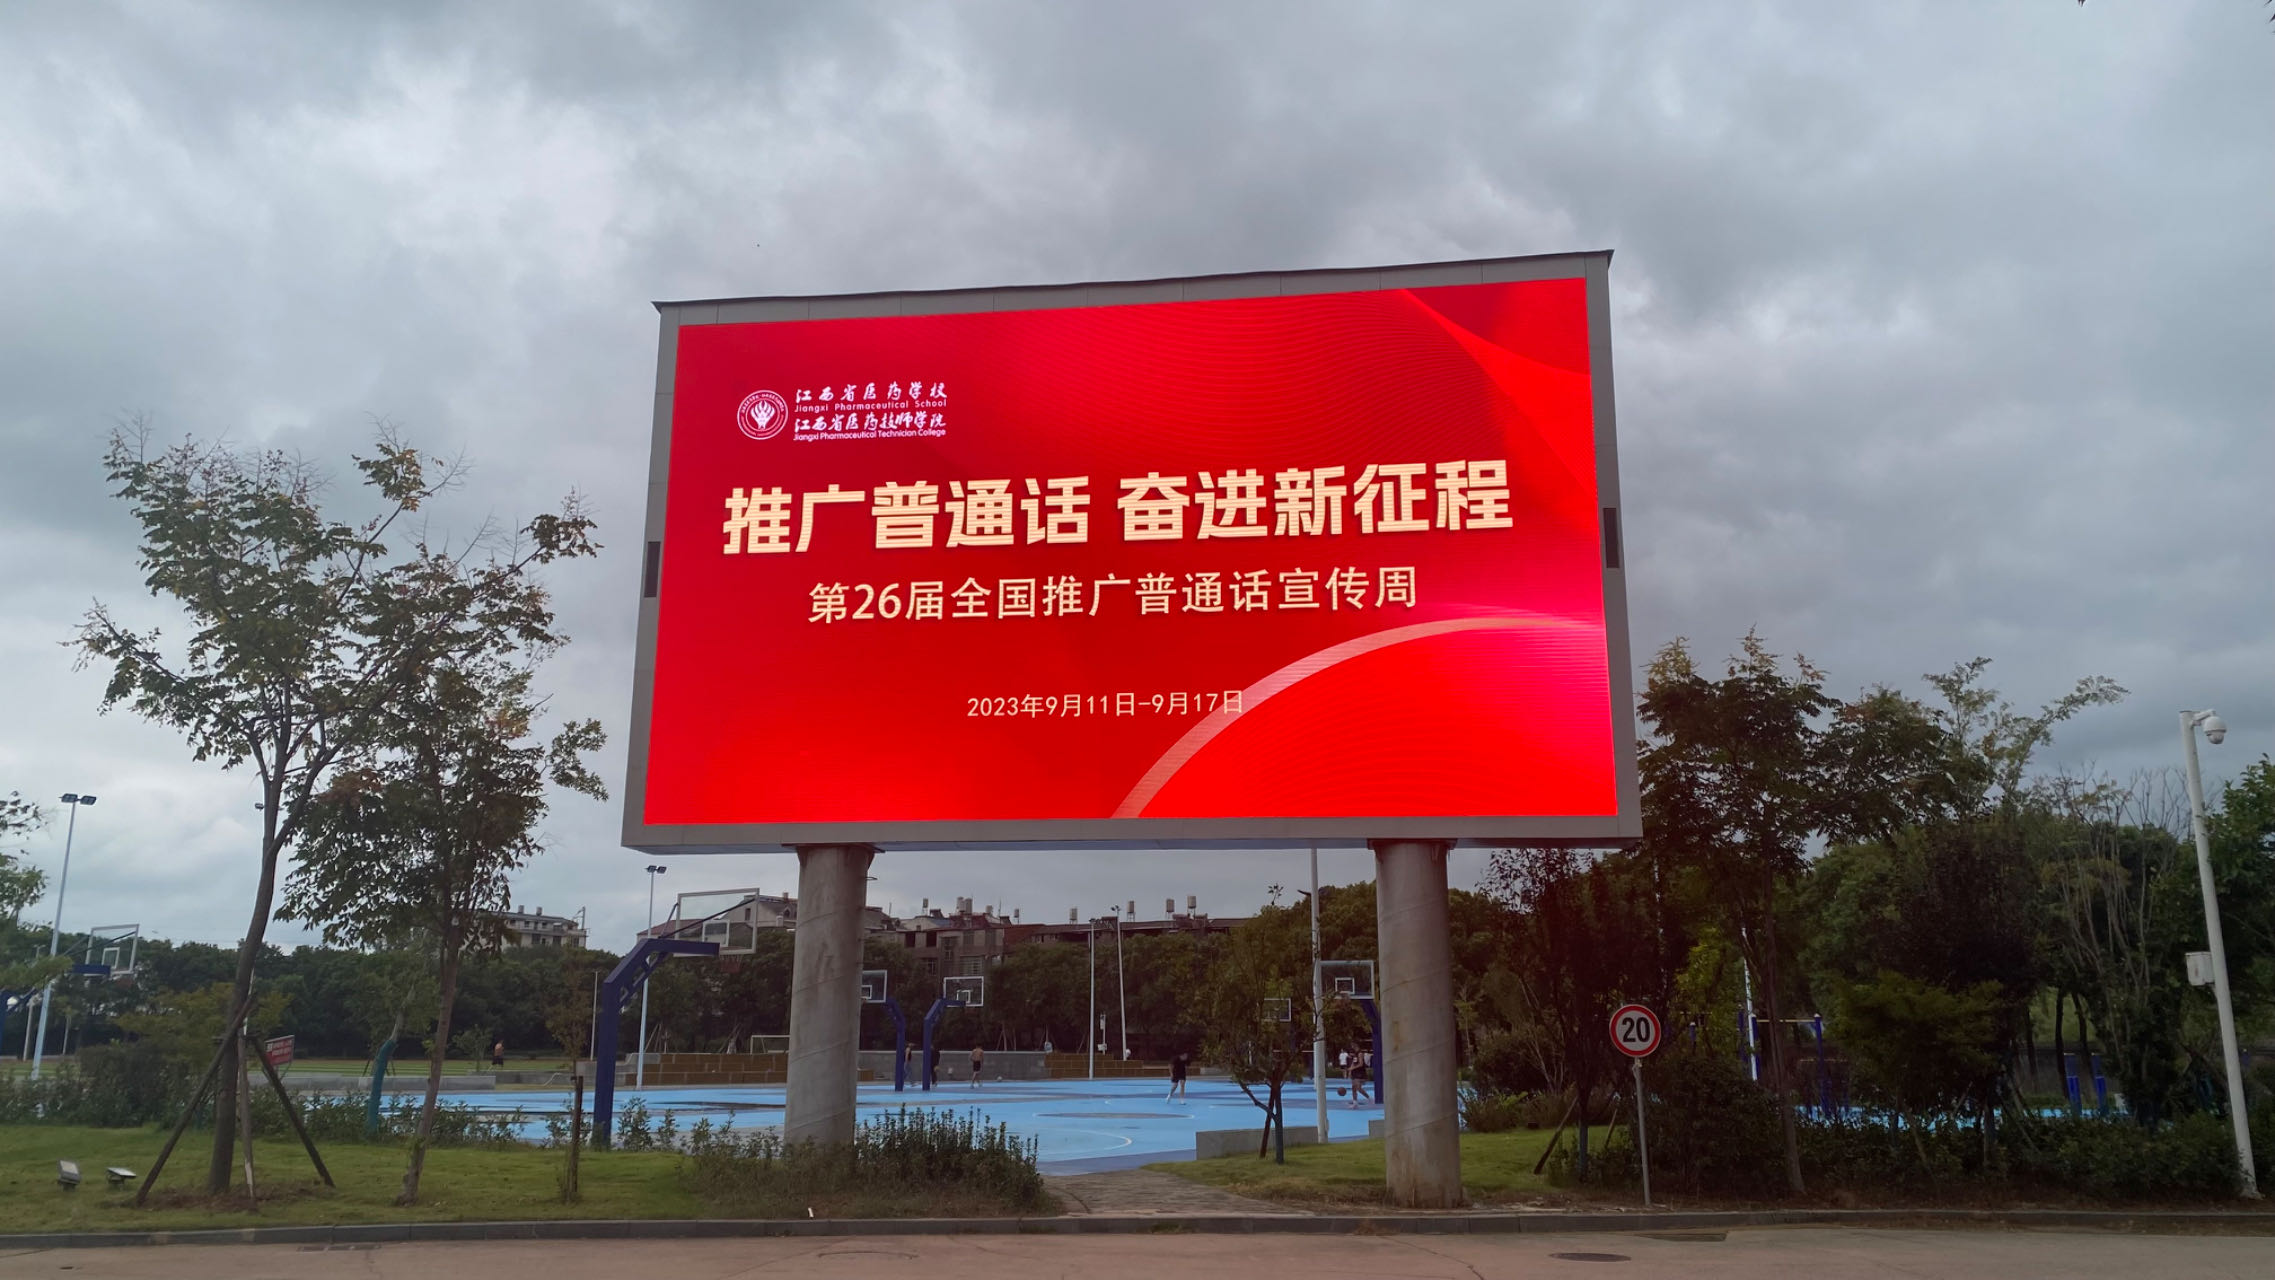 江西省医药学校
Jiangxi Pharmaceutical School
江西省医药技师学院
Jiangxi Pharmaceutical Technician College
推广普通话 奋进新征程
第26届全国推广普通话宣传周
2023年9月11日-9月17日
20